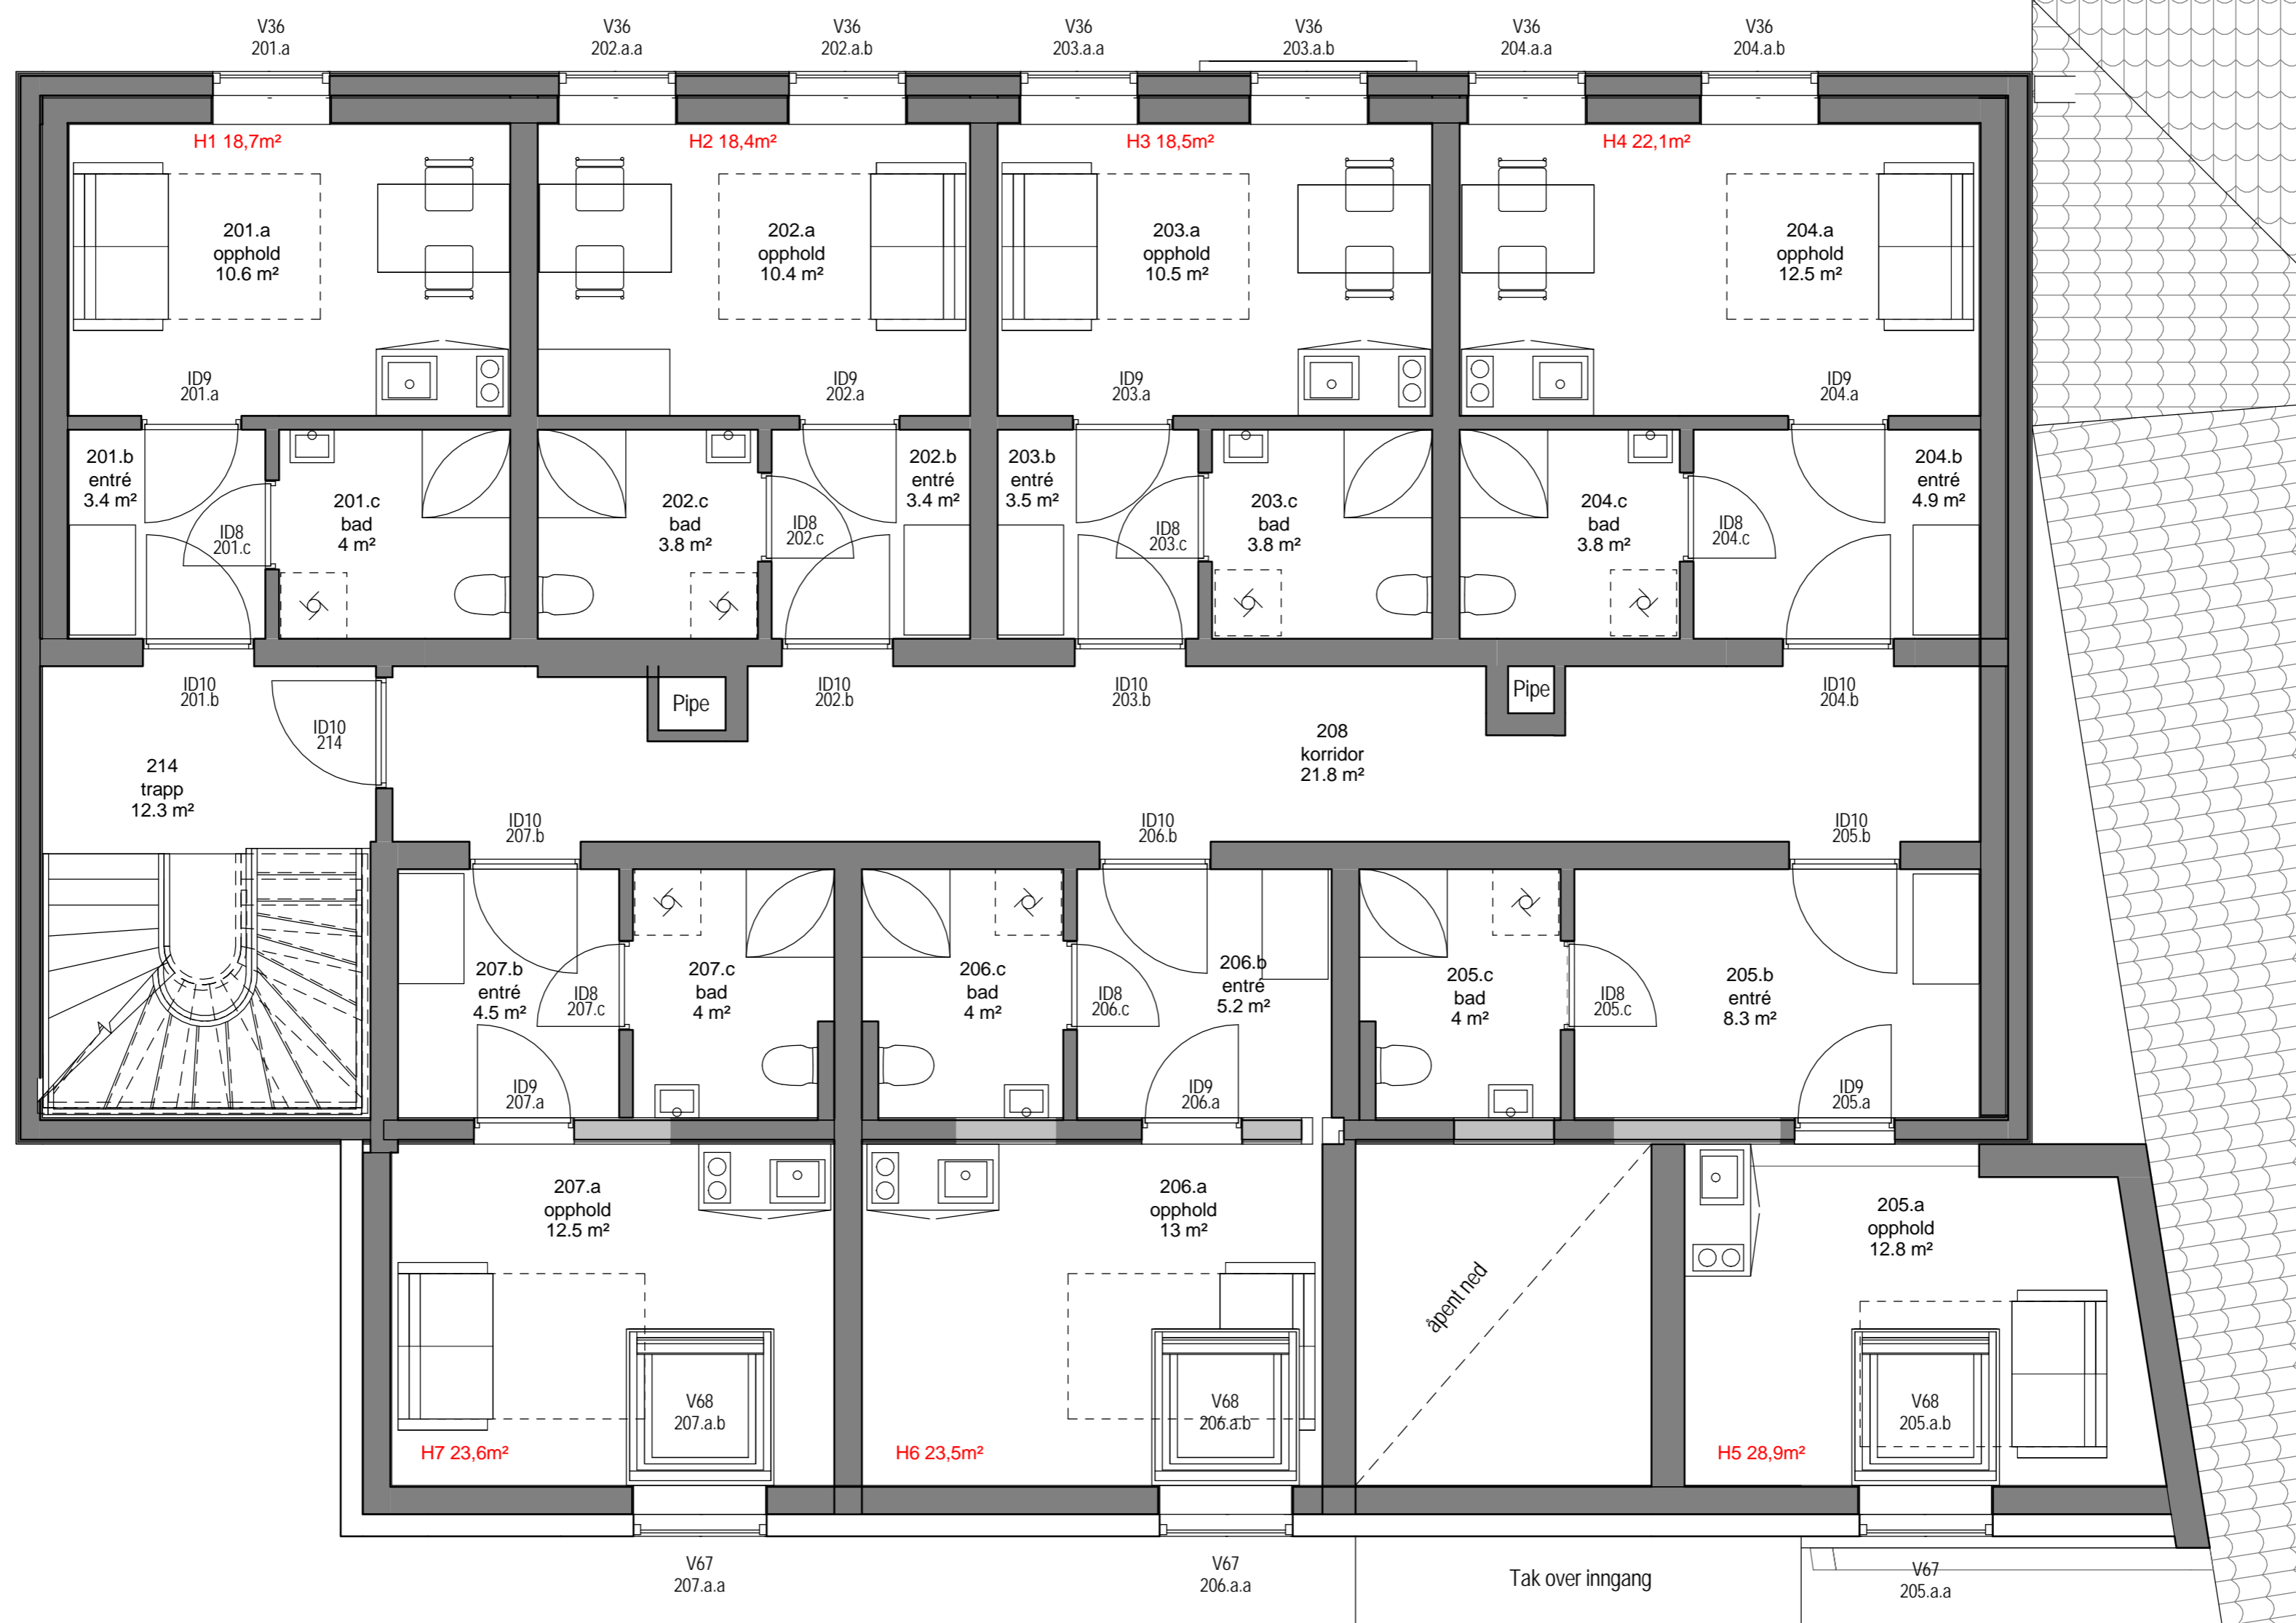 V36
201.a
V36
202.a.a
V36
202.a.b
V36
203.a.a
V36
203.a.b
V36
204.a.a
V36
204.a.b
H1 18,7m²
H2 18,4m²
H3 18,5m²
H4 22,1m²
201.a
opphold
10.6 m²
202.a
opphold
10.4 m²
203.a
opphold
10.5 m²
204.a
opphold
12.5 m²
ID9
201.a
ID9
202.a
ID9
203.a
ID9
204.a
201.b
entré
3.4 m²
201.c
bad
4 m²
ID8
201.c
202.c
bad
3.8 m²
ID8
202.c
202.b
entré
3.4 m²
203.b
entré
3.5 m²
ID8
203.c
203.c
bad
3.8 m²
204.c
bad
3.8 m²
ID8
204.c
204.b
entré
4.9 m²
ID10
201.b
ID10
214
Pipe
ID10
202.b
ID10
203.b
Pipe
ID10
204.b
214
trapp
12.3 m²
208
korridor
21.8 m²
ID10
207.b
ID10
206.b
ID10
205.b
207.b
entré
4.5 m²
ID8
207.c
207.c
bad
4 m²
206.c
bad
4 m²
ID8
206.c
206.b
entré
5.2 m²
205.c
bad
4 m²
ID8
205.c
205.b
entré
8.3 m²
ID9
207.a
ID9
206.a
ID9
205.a
207.a
opphold
12.5 m²
206.a
opphold
13 m²
205.a
opphold
12.8 m²
åpent ned
V68
207.a.b
V68
206.a.b
V68
205.a.b
H7 23,6m²
H6 23,5m²
H5 28,9m²
V67
207.a.a
V67
206.a.a
Tak over inngang
V67
205.a.a